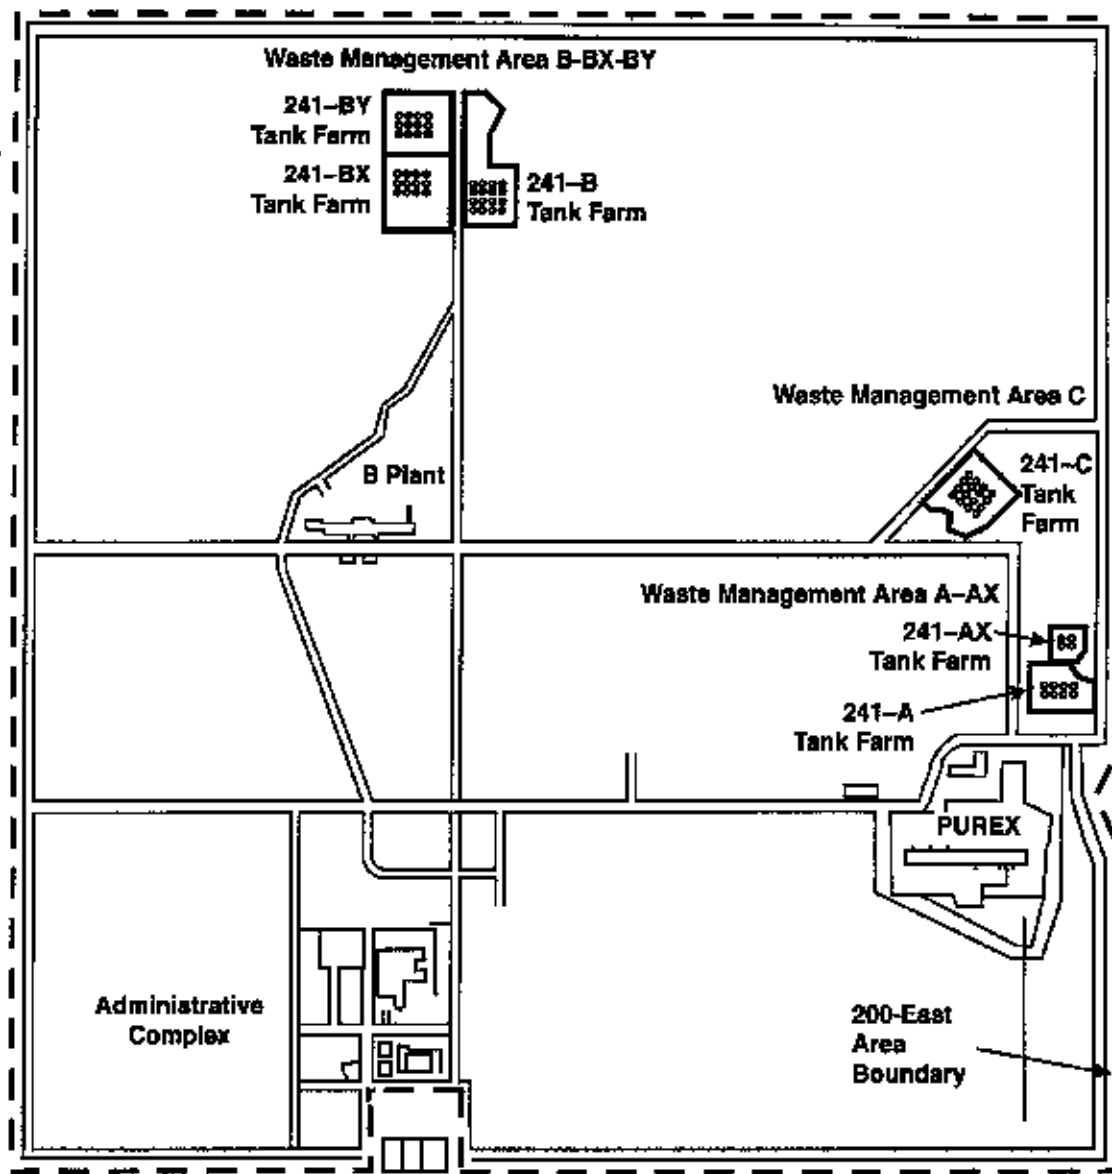 Waste Management Area B-BX-BY
241–BY
Tank Farm
241–BX
Tank Farm
241–B
Tank Farm
Waste Management Area C
B Plant
241–C
Tank
Farm
Waste Management Area A–AX
241–AX
Tank Farm
241–A
Tank Farm
PUREX
Administrative
Complex
200-East
Area
Boundary